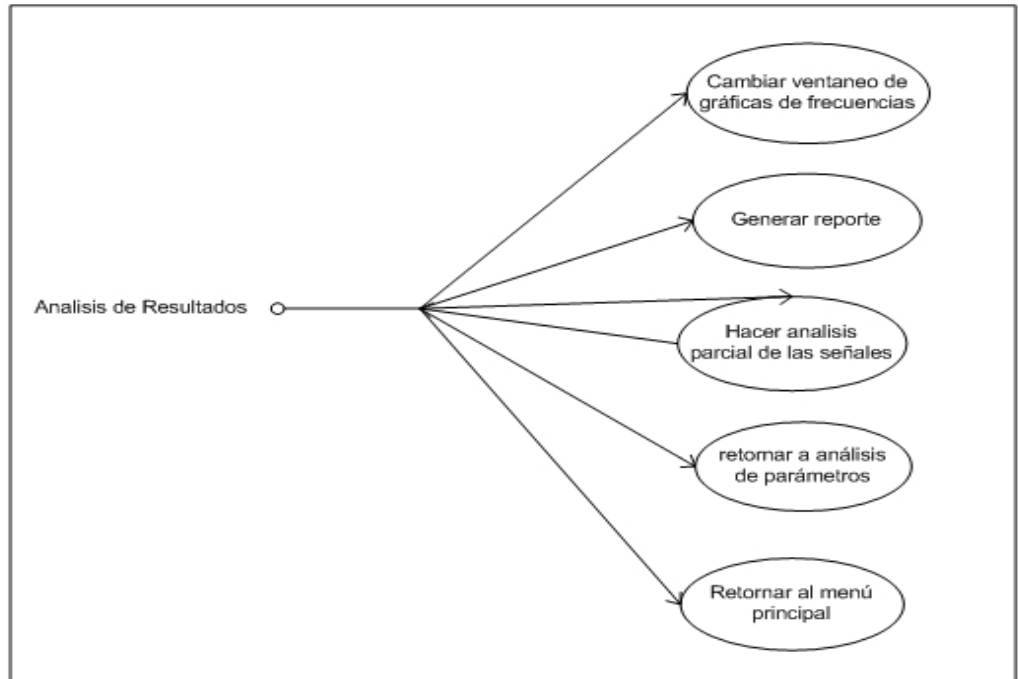 Cambiar ventaneo de
gráficas de frecuencias
Generar reporte
Analisis de Resultados
Hacer analisis
parcial de las señales
retornar a análisis
de parámetros
Retornar al menú
principal